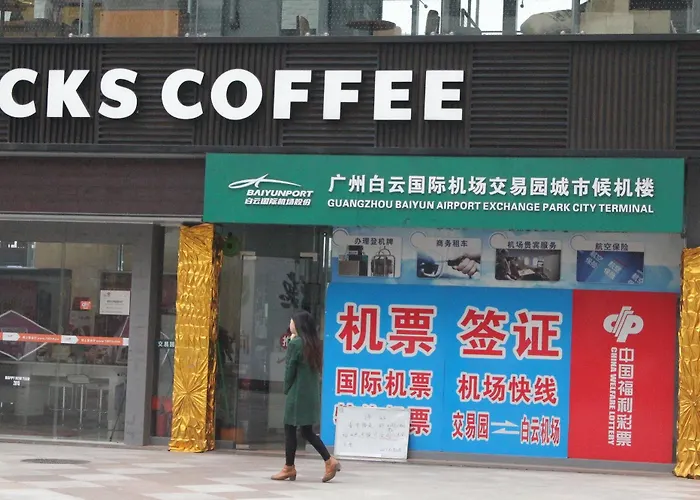 CKS COFFEE
BAIYUNPORT
白云国际机场股份
广州白云国际机场交易园城市候机楼
GUANGZHOU BAIYUN AIRPORT EXCHANGE PARK CITY TERMINAL
办理登机牌
商务租车
机场贵宾服务
航空保险
机票
签证
国际机票
机场快线
机票
交易园
白云机场
中国福利彩票
CHINA WELFARE LOTTERY
HAPPY NEW YEAR